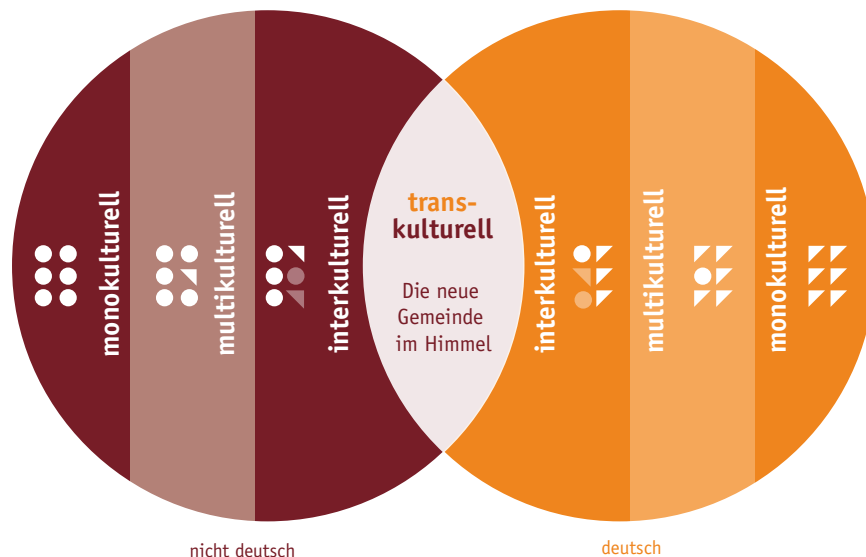 monokulturell
multikulturell
interkulturell
trans-
kulturell
Die neue
Gemeinde
im Himmel
interkulturell
multikulturell
monokulturell
nicht deutsch
deutsch